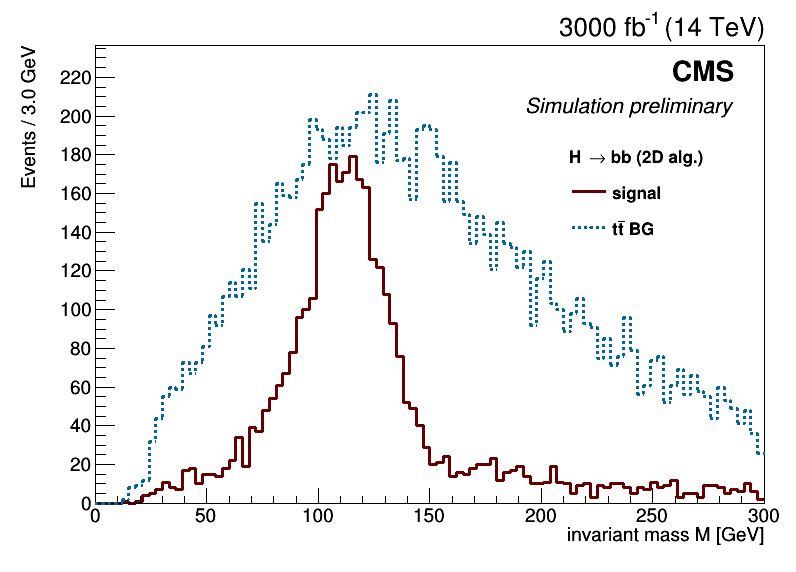 3000 fb⁻¹ (14 TeV)
CMS
Simulation preliminary
H → bb (2D alg.)
signal
tt̄ BG
Events / 3.0 GeV
220
200
180
160
140
120
100
80
60
40
20
0
0 50 100 150 200 250 300
invariant mass M [GeV]